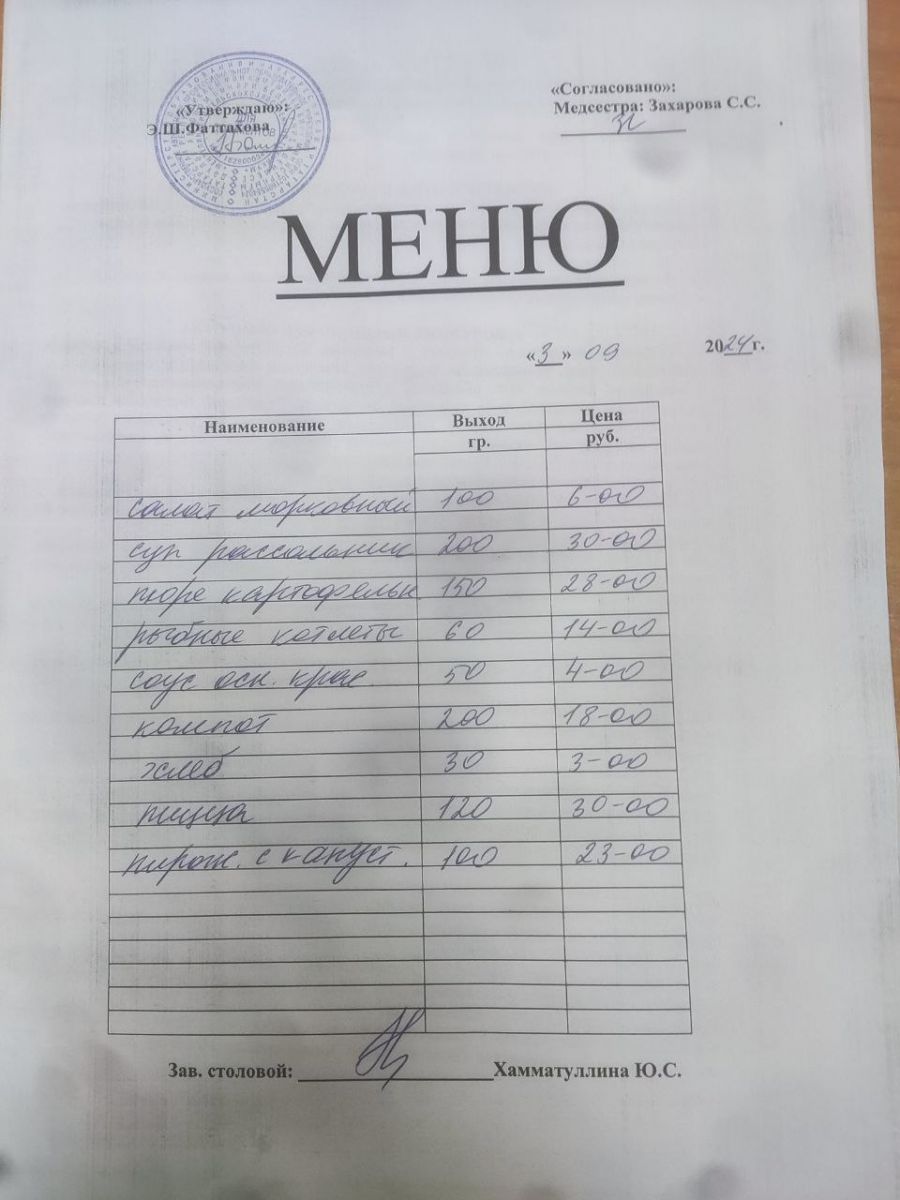 «Утверждаю»:
Э.Ш.Фаттахова
«Согласовано»:
Медсестра: Захарова С.С.
МЕНЮ
«3» 09 2024г.
Наименование Выход Цена
гр. руб.
салат морковный 100 6-00
суп рассольник 200 30-00
пюре картофельн 150 28-00
рыбные котлеты 60 14-00
соус осн. крас. 50 4-00
компот 200 18-00
хлеб 30 3-00
пицца 120 30-00
пирож. с капуст. 100 23-00
Зав. столовой: Хамматуллина Ю.С.